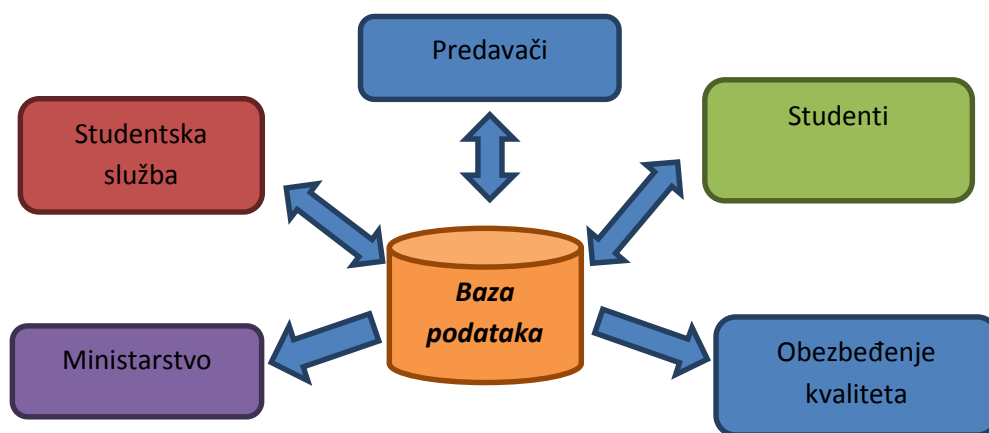 Predavači
Studentska
služba
Studenti
Baza
podataka
Ministarstvo
Obezbeđenje
kvaliteta